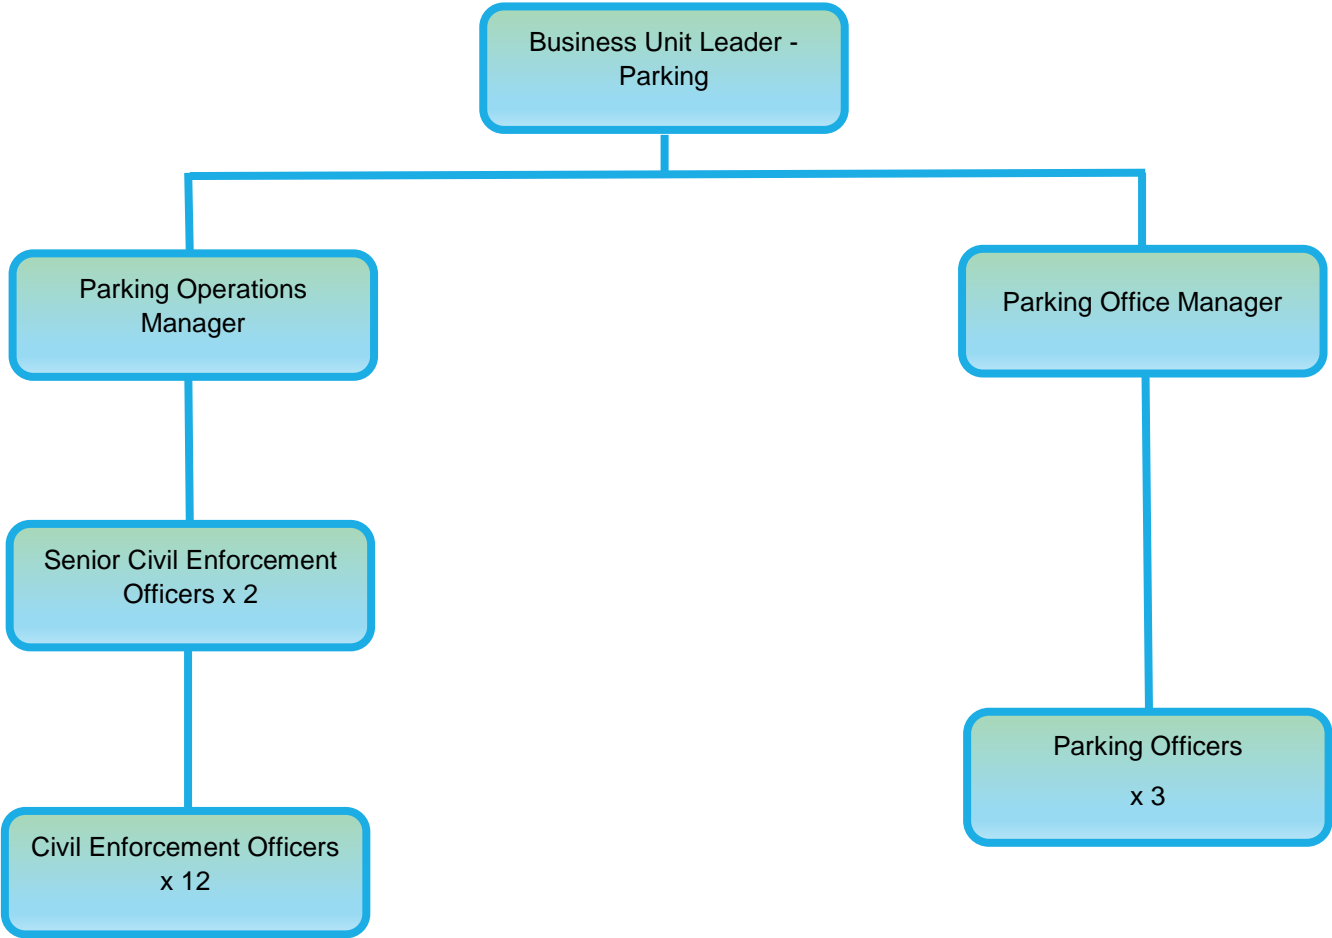 Business Unit Leader -
Parking
Parking Operations
Manager
Parking Office Manager
Senior Civil Enforcement
Officers x 2
Parking Officers
x 3
Civil Enforcement Officers
x 12